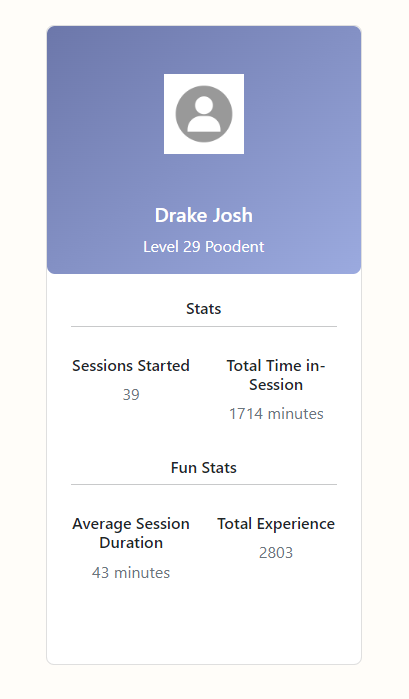 Drake Josh
Level 29 Poodent
Stats
Sessions Started
39
Total Time in-
Session
1714 minutes
Fun Stats
Average Session
Duration
43 minutes
Total Experience
2803